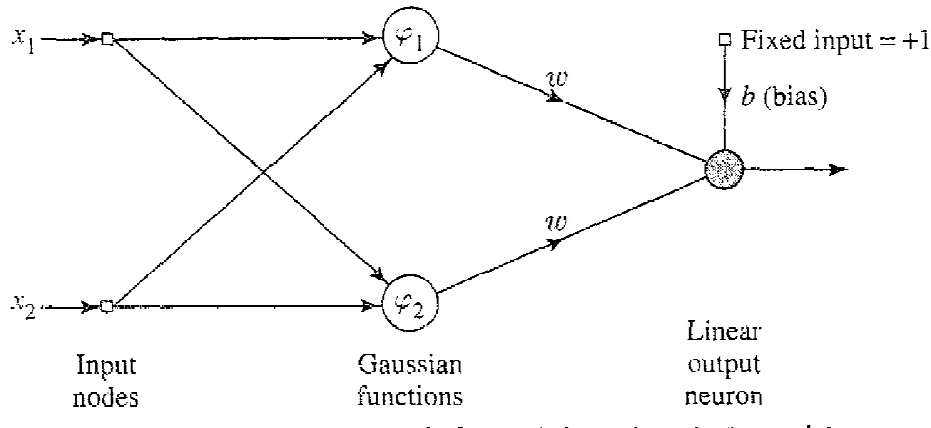 x₁
φ₁
Fixed input = +1
w
b (bias)
w
x₂
φ₂
Input
nodes
Gaussian
functions
Linear
output
neuron